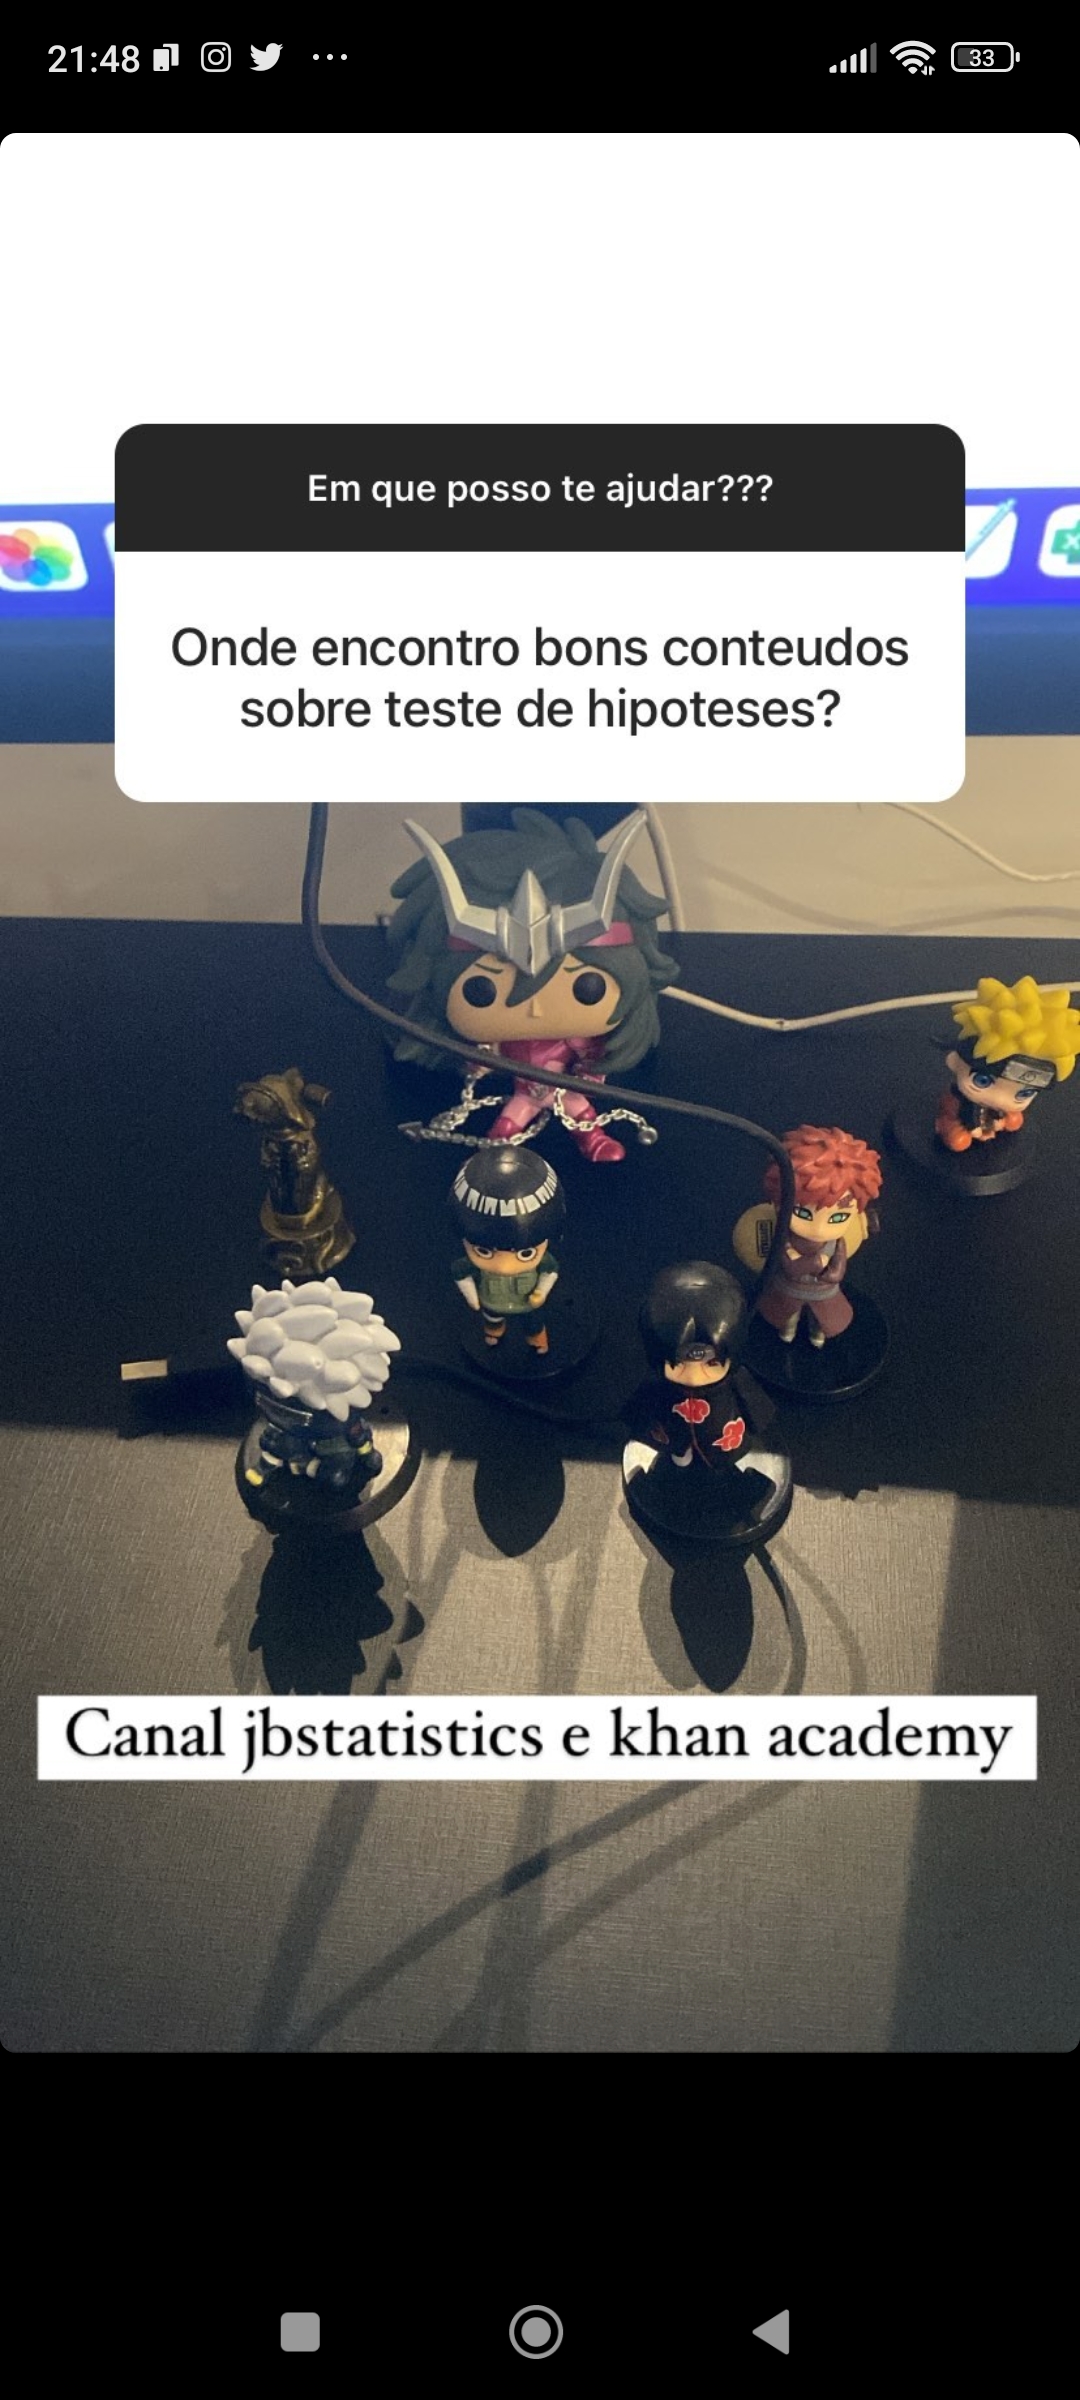 21:48
33
Em que posso te ajudar???
Onde encontro bons conteudos
sobre teste de hipoteses?
Canal jbstatistics e khan academy